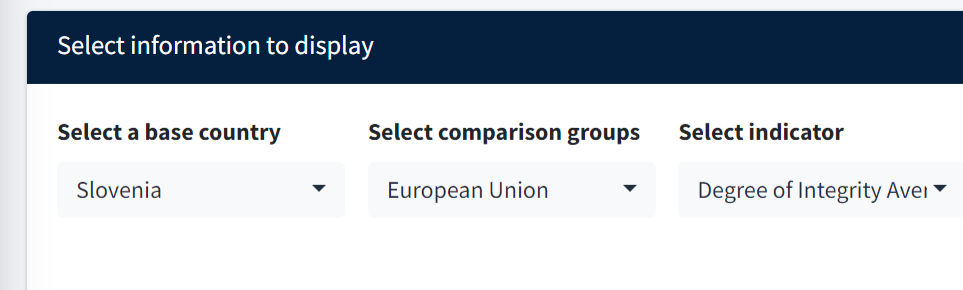 Select information to display
Select a base country Select comparison groups Select indicator
Slovenia European Union Degree of Integrity Aver